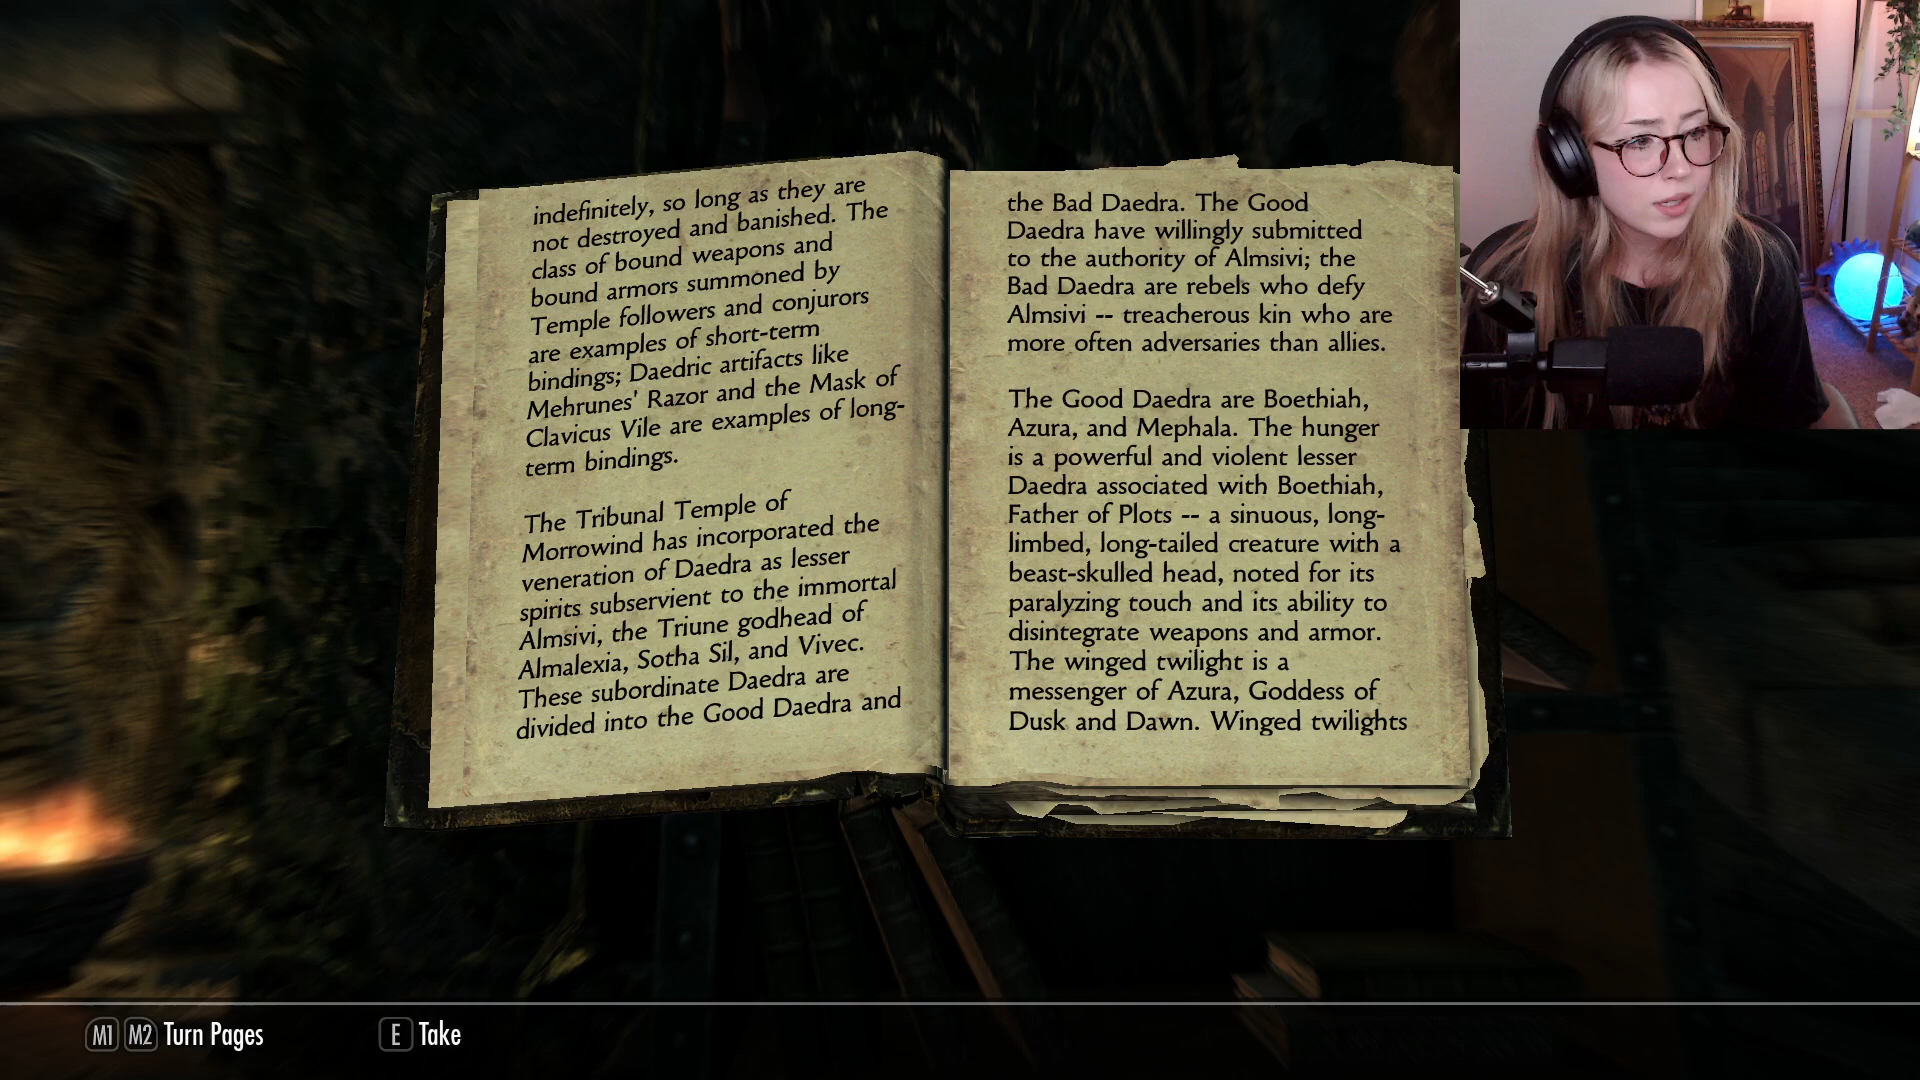 indefinitely, so long as they are
not destroyed and banished. The
class of bound weapons and
bound armors summoned by
Temple followers and conjurors
are examples of short-term
bindings; Daedric artifacts like
Mehrunes' Razor and the Mask of
Clavicus Vile are examples of long-
term bindings.
The Tribunal Temple of
Morrowind has incorporated the
veneration of Daedra as lesser
spirits subservient to the immortal
Almsivi, the Triune godhead of
Almalexia, Sotha Sil, and Vivec.
These subordinate Daedra are
divided into the Good Daedra and
the Bad Daedra. The Good
Daedra have willingly submitted
to the authority of Almsivi; the
Bad Daedra are rebels who defy
Almsivi -- treacherous kin who are
more often adversaries than allies.
The Good Daedra are Boethiah,
Azura, and Mephala. The hunger
is a powerful and violent lesser
Daedra associated with Boethiah,
Father of Plots -- a sinuous, long-
limbed, long-tailed creature with a
beast-skulled head, noted for its
paralyzing touch and its ability to
disintegrate weapons and armor.
The winged twilight is a
messenger of Azura, Goddess of
Dusk and Dawn. Winged twilights
M1 M2 Turn Pages
E Take